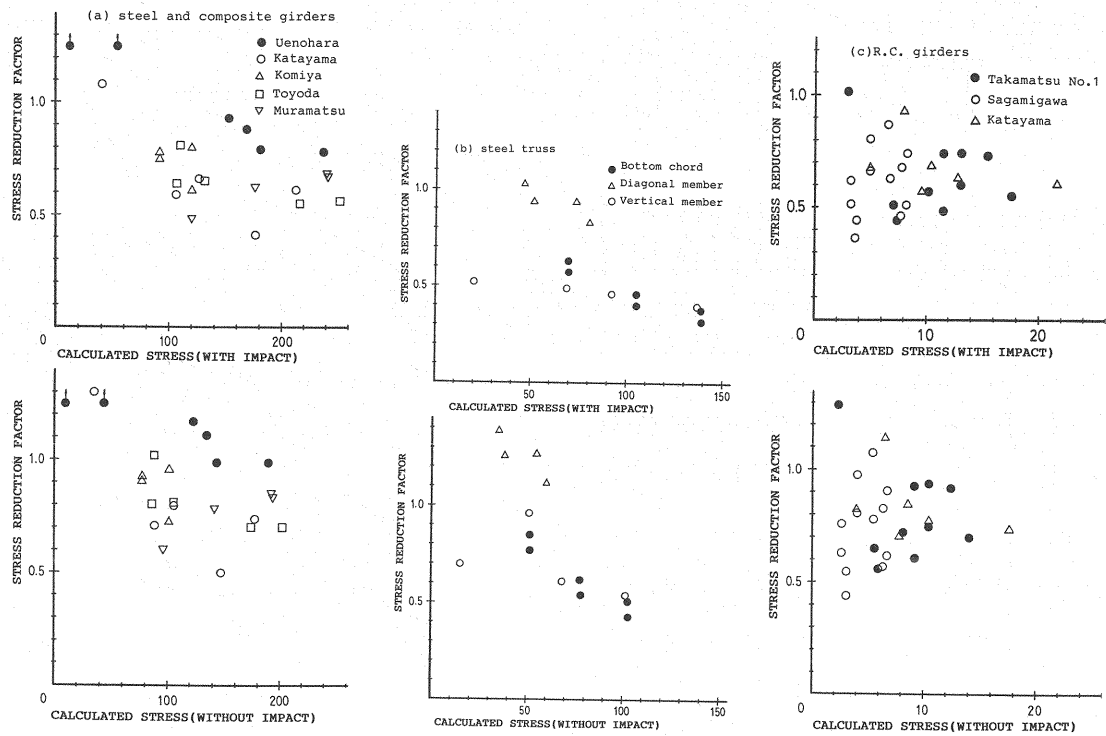 (a) steel and composite girders
Uenohara
Katayama
Komiya
Toyoda
Muramatsu
STRESS REDUCTION FACTOR
1.0
0.5
0
100
200
CALCULATED STRESS(WITH IMPACT)
(b) steel truss
Bottom chord
Diagonal member
Vertical member
STRESS REDUCTION FACTOR
1.0
0.5
0
50
100
150
CALCULATED STRESS(WITH IMPACT)
(c)R.C. girders
Takamatsu No.1
Sagamigawa
Katayama
STRESS REDUCTION FACTOR
1.0
0.5
0
10
20
CALCULATED STRESS(WITH IMPACT)
STRESS REDUCTION FACTOR
1.0
0.5
0
100
200
CALCULATED STRESS(WITHOUT IMPACT)
STRESS REDUCTION FACTOR
1.0
0.5
0
50
100
150
CALCULATED STRESS(WITHOUT IMPACT)
STRESS REDUCTION FACTOR
1.0
0.5
0
10
20
CALCULATED STRESS(WITHOUT IMPACT)